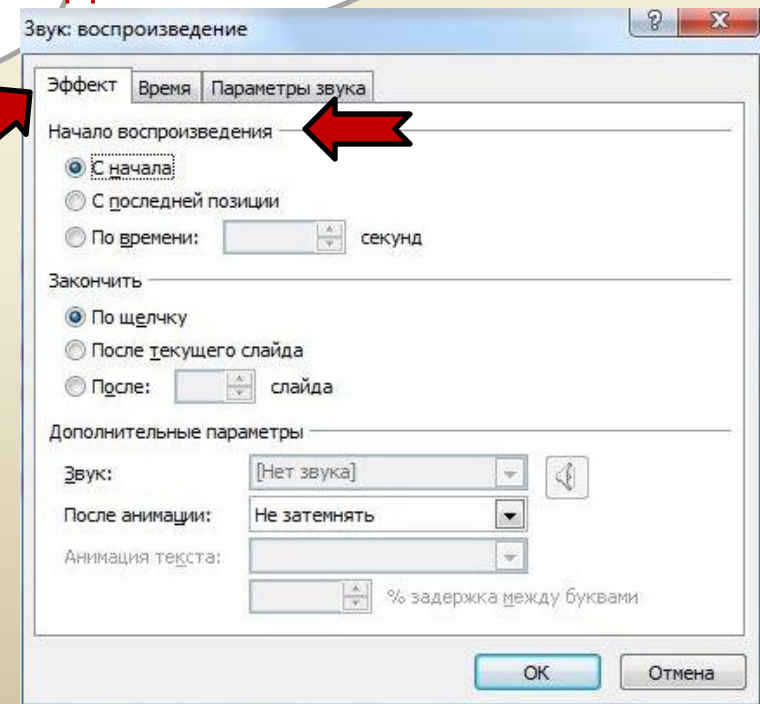 Звук: воспроизведение
Эффект Время Параметры звука
Начало воспроизведения
С начала
С последней позиции
По времени: секунд
Закончить
По щелчку
После текущего слайда
После: слайда
Дополнительные параметры
Звук: [Нет звука]
После анимации: Не затемнять
Анимация текста:
% задержка между буквами
ОК Отмена